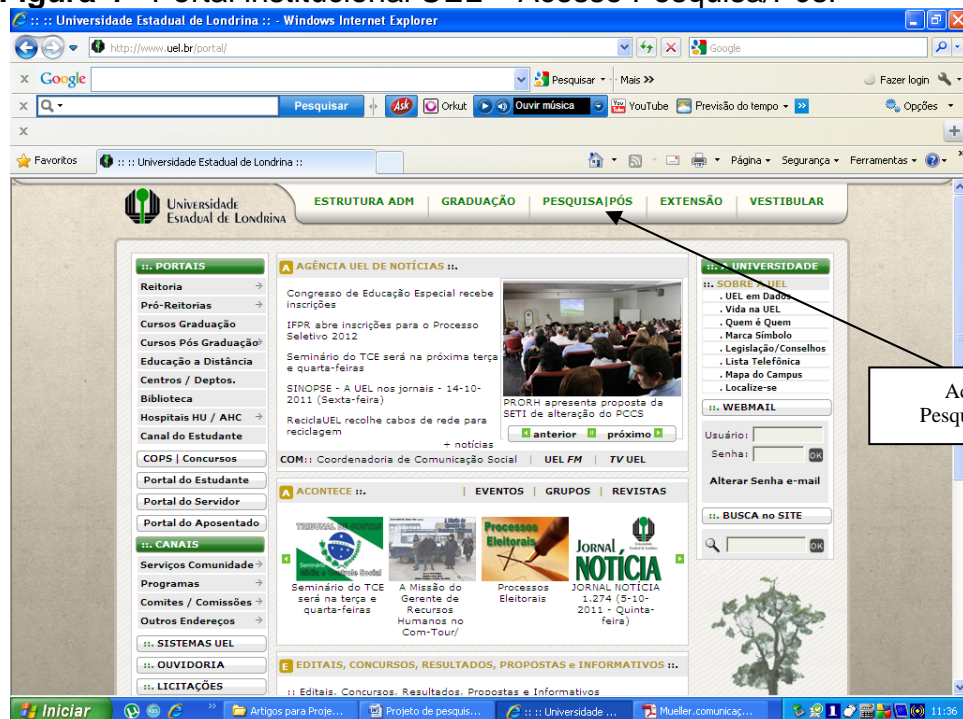 Figura 4 - Portal Institucional UEL – Acesso Pesquisa/Pós.
:: :: Universidade Estadual de Londrina :: - Windows Internet Explorer
http://www.uel.br/portal/
Google
Google
Pesquisar
Mais »
Fazer login
Pesquisar
Ask
Orkut
Ouvir música
YouTube
Previsão do tempo
Opções
Favoritos
:: :: Universidade Estadual de Londrina ::
Página
Segurança
Ferramentas
Universidade
Estadual de Londrina
ESTRUTURA ADM | GRADUAÇÃO | PESQUISA|PÓS | EXTENSÃO | VESTIBULAR
::. PORTAIS
Reitoria
Pró-Reitorias
Cursos Graduação
Cursos Pós Graduação
Educação a Distância
Centros / Deptos.
Biblioteca
Hospitais HU / AHC
Canal do Estudante
COPS | Concursos
Portal do Estudante
Portal do Servidor
Portal do Aposentado
::. CANAIS
Serviços Comunidade
Programas
Comites / Comissões
Outros Endereços
::. SISTEMAS UEL
::. OUVIDORIA
::. LICITAÇÕES
A AGÊNCIA UEL DE NOTÍCIAS ::.
Congresso de Educação Especial recebe
inscrições
IFPR abre inscrições para o Processo
Seletivo 2012
Seminário do TCE será na próxima terça
e quarta-feiras
SINOPSE - A UEL nos jornais - 14-10-
2011 (Sexta-feira)
ReciclaUEL recolhe cabos de rede para
reciclagem
+ notícias
PRORH apresenta proposta da
SETI de alteração do PCCS
anterior
próximo
COM:: Coordenadoria de Comunicação Social | UEL FM | TV UEL
A ACONTECE ::.
| EVENTOS | GRUPOS | REVISTAS
TRIBUNAL DE CONTAS
Seminário
Mídia e Controle Social
Seminário do TCE
será na terça e
quarta-feiras
A Missão do
Gerente de
Recursos
Humanos no
Com-Tour/
Processos
Eleitorais
Processos
Eleitorais
Jornal
NOTÍCIA
JORNAL NOTÍCIA
1.274 (5-10-
2011 - Quinta-
feira)
E EDITAIS, CONCURSOS, RESULTADOS, PROPOSTAS e INFORMATIVOS ::.
:: Editais, Concursos, Resultados, Propostas e Informativos
::. A UNIVERSIDADE
::. SOBRE A UEL
. UEL em Dados
. Vida na UEL
. Quem é Quem
. Marca Símbolo
. Legislação/Conselhos
. Lista Telefônica
. Mapa do Campus
. Localize-se
::. WEBMAIL
Usuário:
Senha:
OK
Alterar Senha e-mail
::. BUSCA no SITE
OK
Iniciar
Artigos para Proje...
Projeto de pesquis...
:: :: Universidade ...
Mueller.comunicaç...
11:36